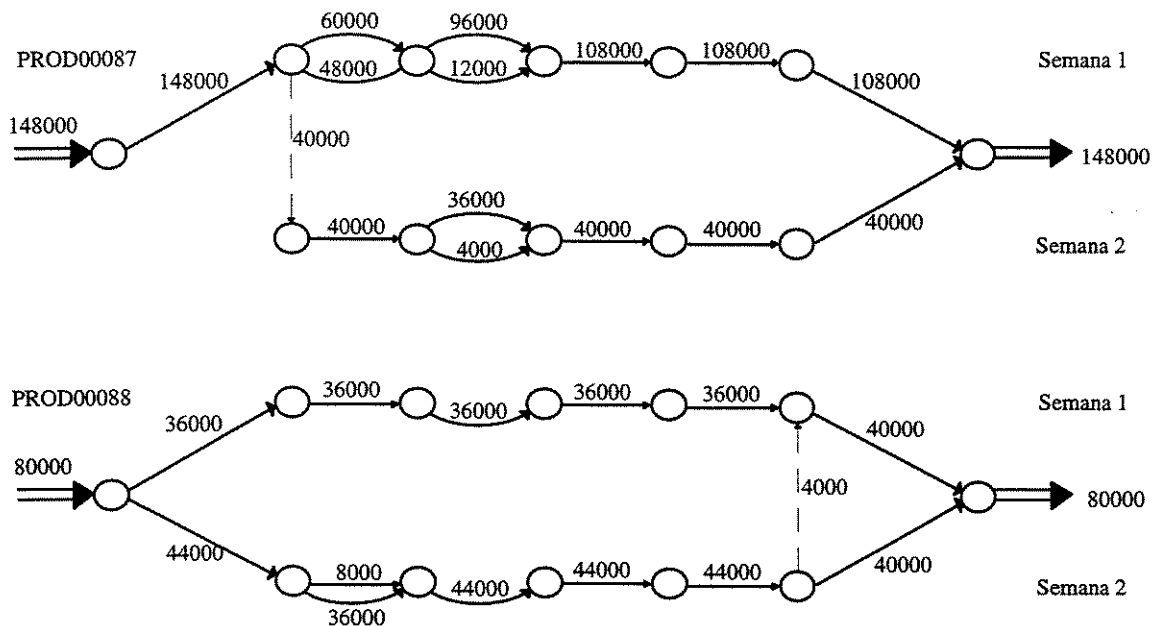 60000 96000
PROD00087 108000 108000 Semana 1
148000 48000 12000 108000
148000 40000 148000
36000
40000 40000 40000 40000
4000 Semana 2
PROD00088 36000 36000 36000 36000 Semana 1
36000 40000
80000 4000 80000
44000 8000 44000 44000 44000 40000 Semana 2
36000